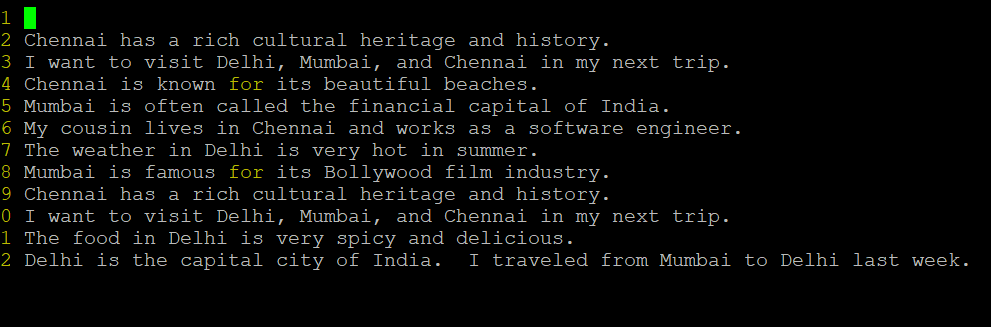 1
2 Chennai has a rich cultural heritage and history.
3 I want to visit Delhi, Mumbai, and Chennai in my next trip.
4 Chennai is known for its beautiful beaches.
5 Mumbai is often called the financial capital of India.
6 My cousin lives in Chennai and works as a software engineer.
7 The weather in Delhi is very hot in summer.
8 Mumbai is famous for its Bollywood film industry.
9 Chennai has a rich cultural heritage and history.
0 I want to visit Delhi, Mumbai, and Chennai in my next trip.
1 The food in Delhi is very spicy and delicious.
2 Delhi is the capital city of India.  I traveled from Mumbai to Delhi last week.